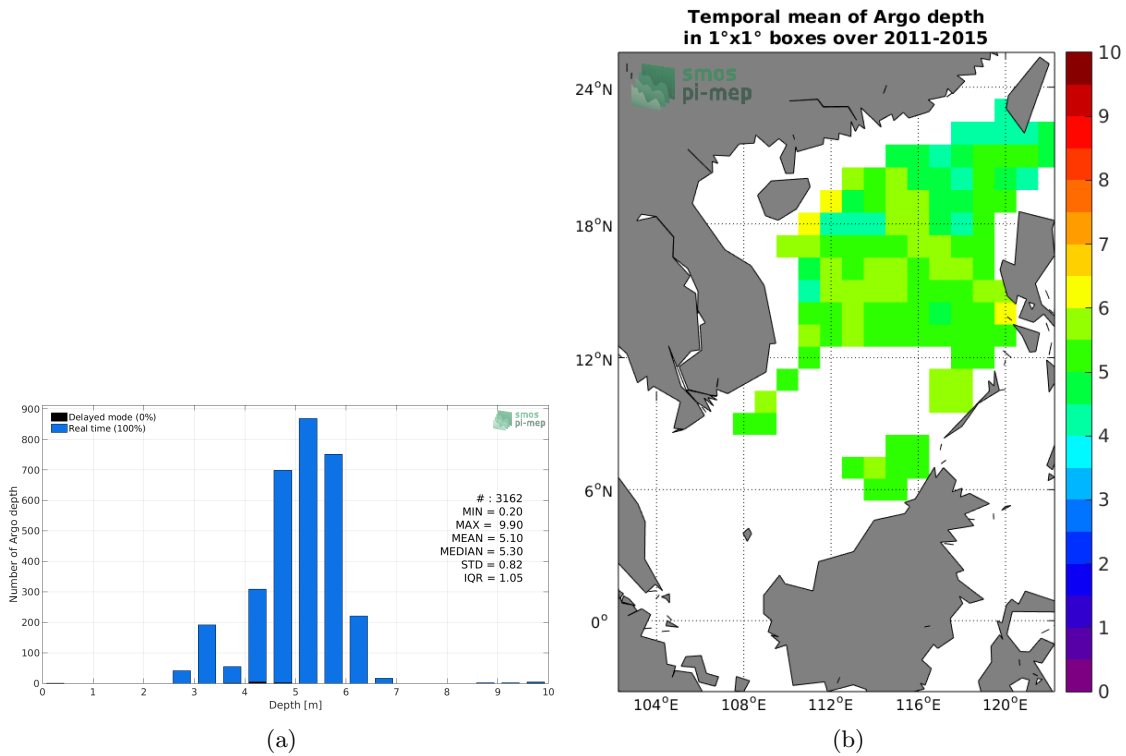 900
800
700
600
500
400
300
200
100
0
Number of Argo depth
Delayed mode (0%)
Real time (100%)
smos
pi-mep
# : 3162
MIN = 0.20
MAX = 9.90
MEAN = 5.10
MEDIAN = 5.30
STD = 0.82
IQR = 1.05
0 1 2 3 4 5 6 7 8 9 10
Depth [m]
(a)
Temporal mean of Argo depth
in 1°x1° boxes over 2011-2015
smos
pi-mep
24°N
18°N
12°N
6°N
0°
104°E 108°E 112°E 116°E 120°E
10
9
8
7
6
5
4
3
2
1
0
(b)